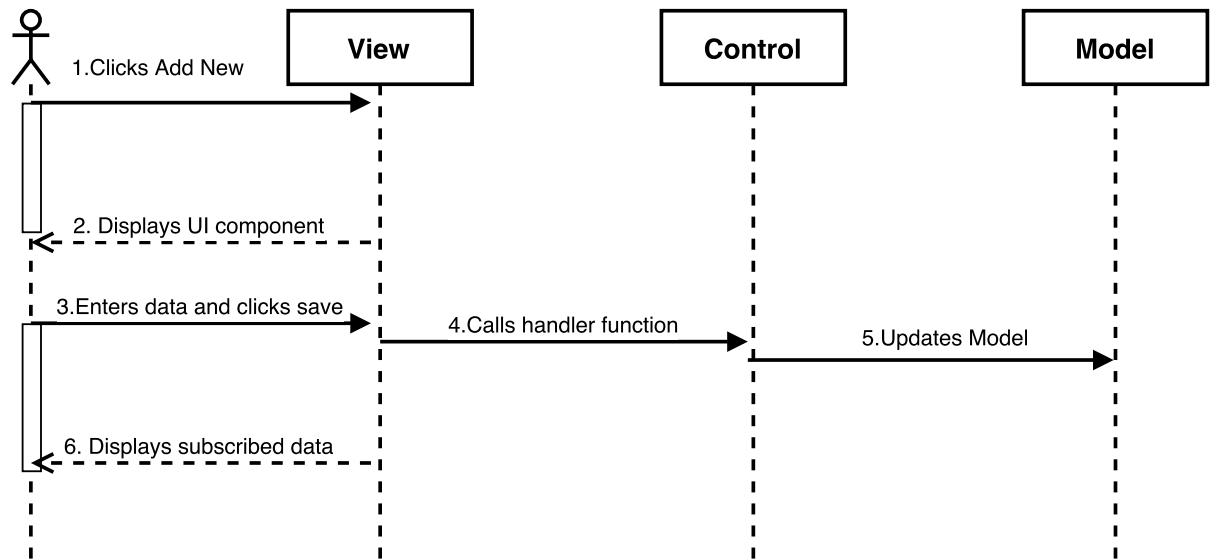 View
Control
Model
1.Clicks Add New
2. Displays UI component
3.Enters data and clicks save
4.Calls handler function
5.Updates Model
6. Displays subscribed data